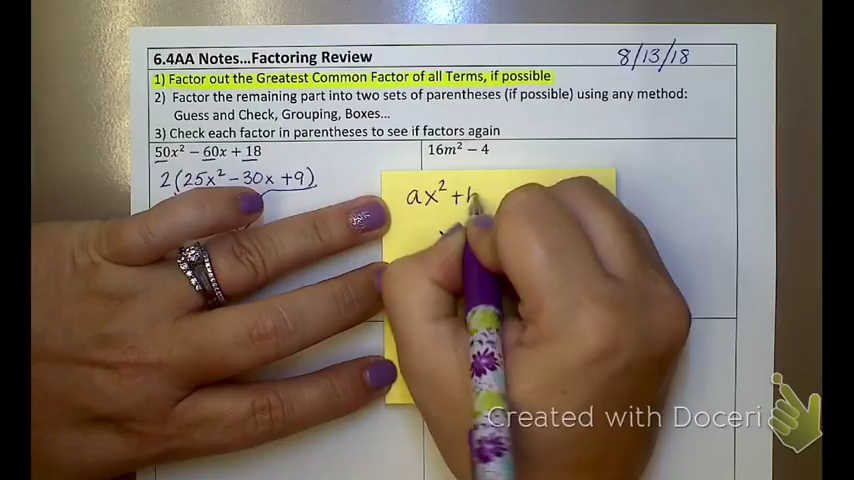 6.4AA Notes...Factoring Review 8/13/18
1) Factor out the Greatest Common Factor of all Terms, if possible
2) Factor the remaining part into two sets of parentheses (if possible) using any method:
Guess and Check, Grouping, Boxes...
3) Check each factor in parentheses to see if factors again
50x² − 60x + 18
16m² − 4
2(25x² − 30x + 9)
ax² +
Created with Doceri